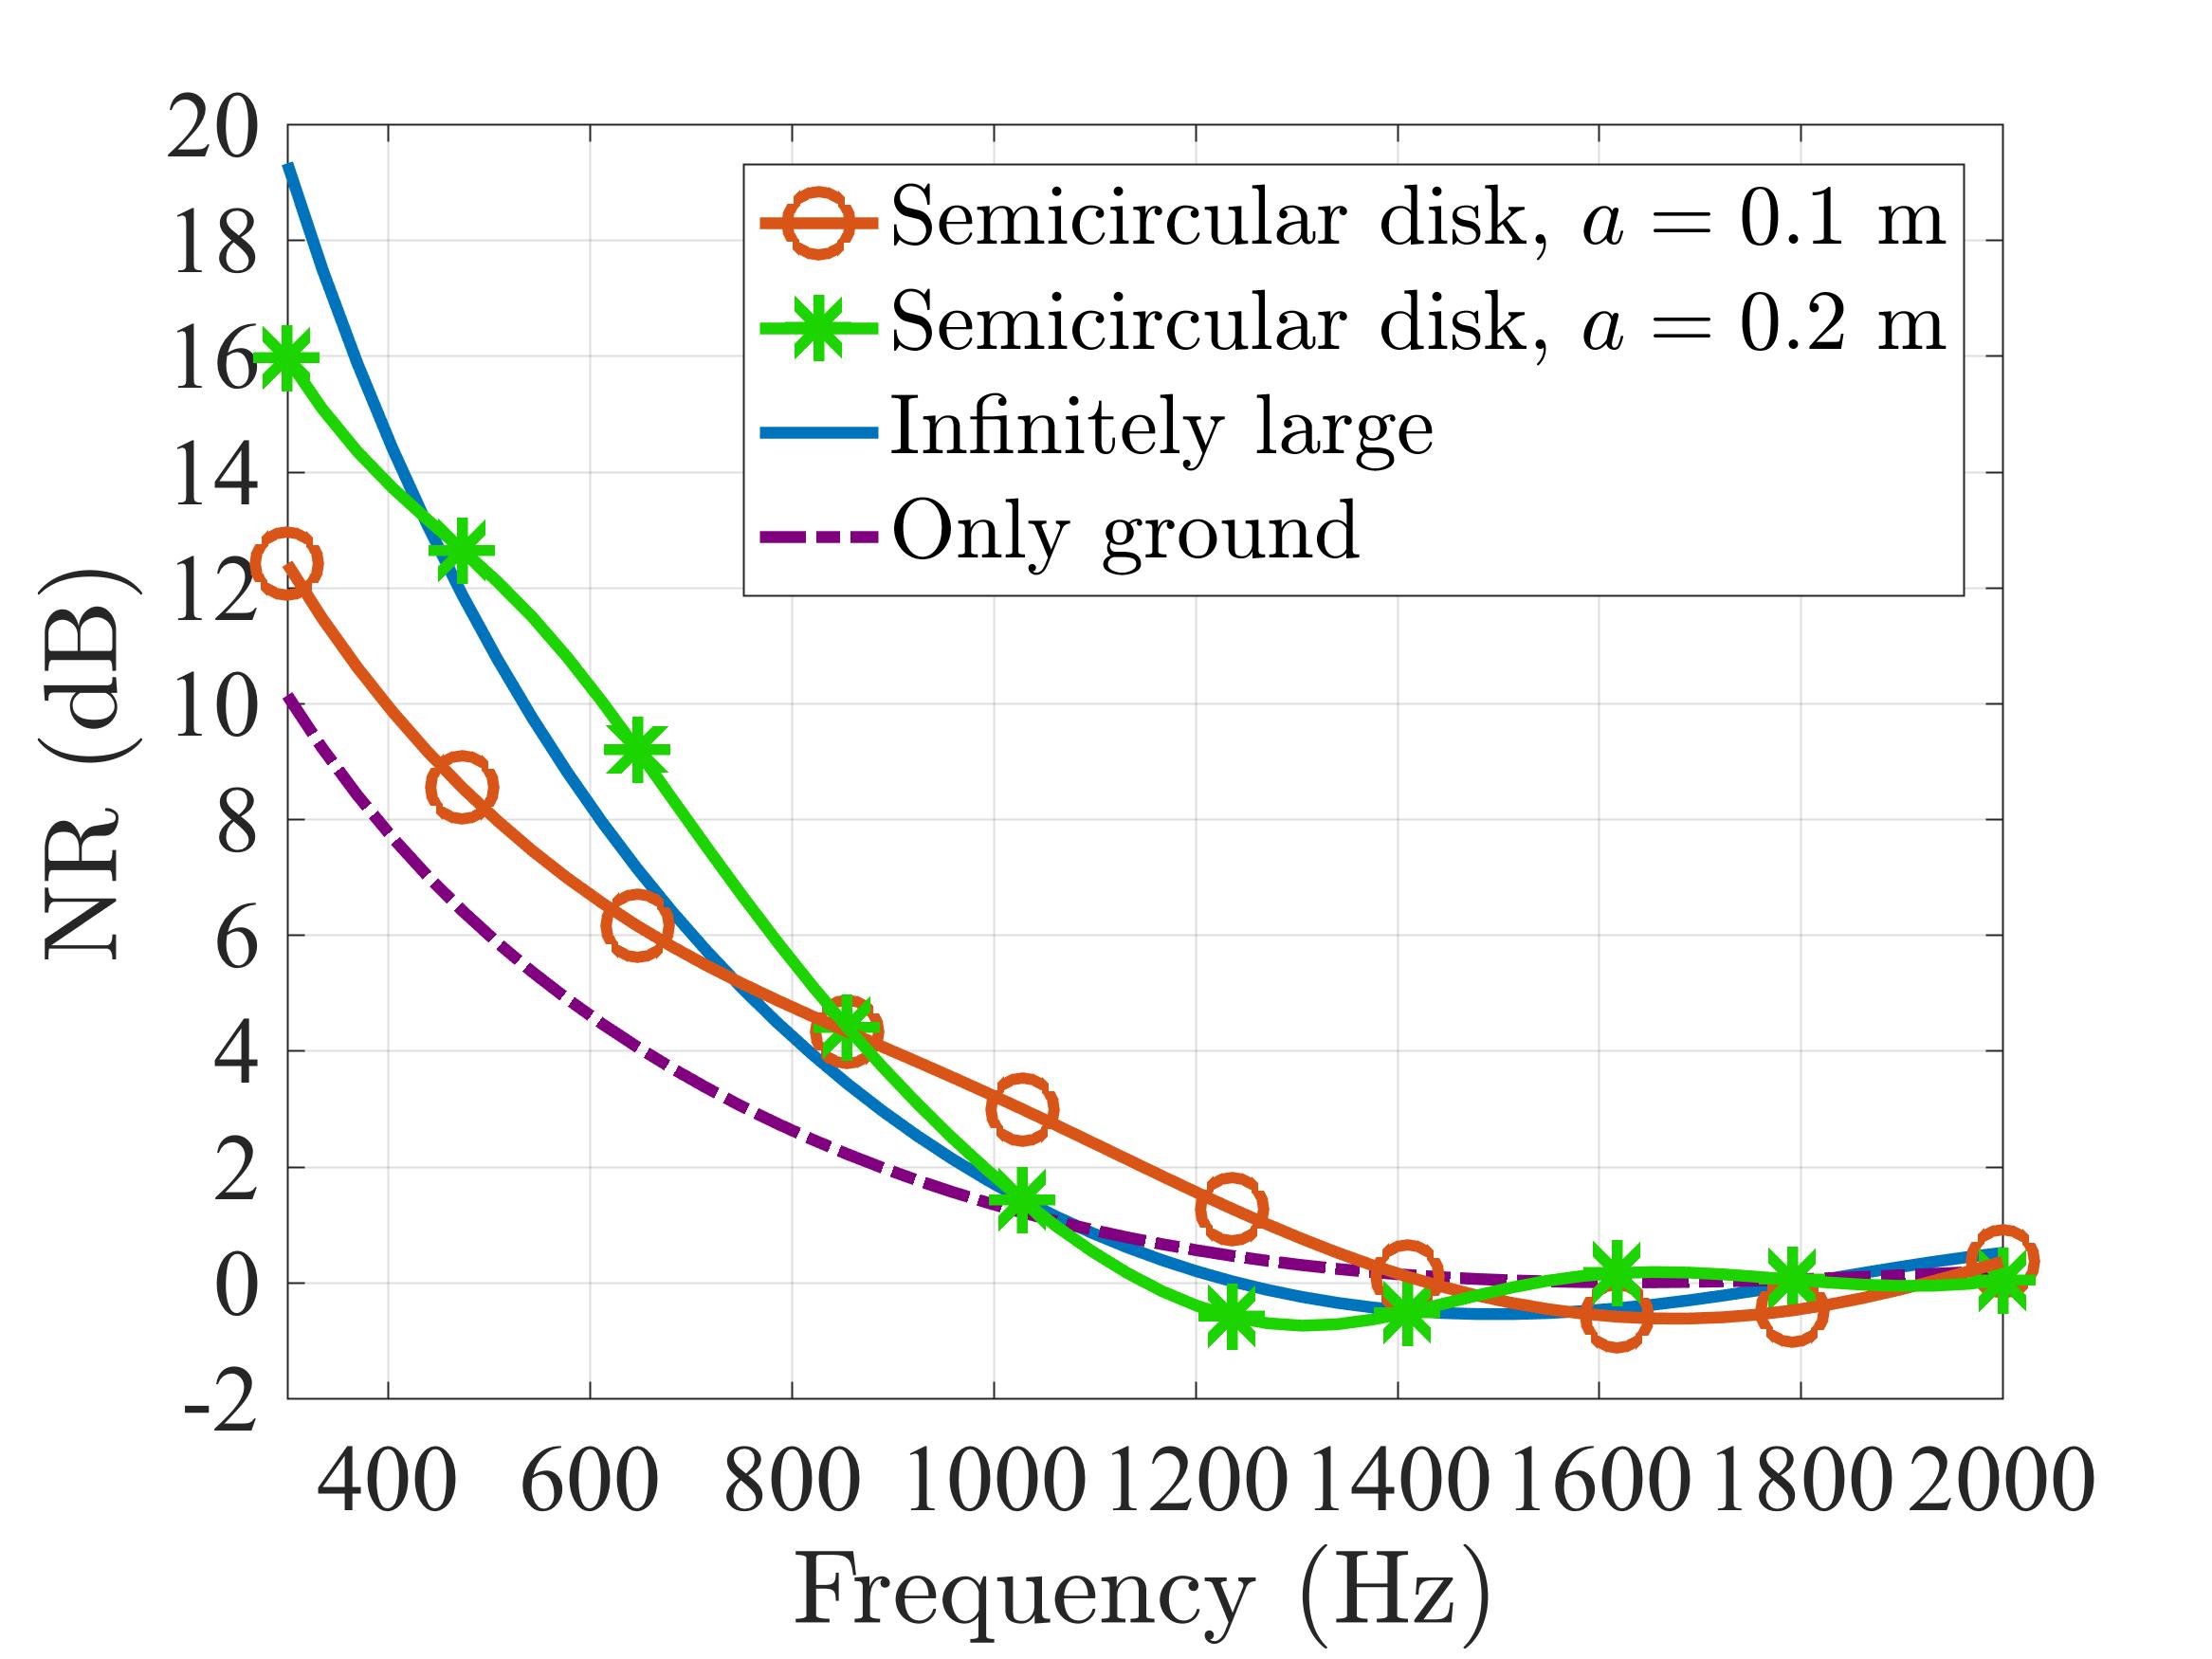 NR (dB)
20
18
16
14
12
10
8
6
4
2
0
-2
Semicircular disk, a = 0.1 m
Semicircular disk, a = 0.2 m
Infinitely large
Only ground
400 600 800 1000 1200 1400 1600 1800 2000
Frequency (Hz)